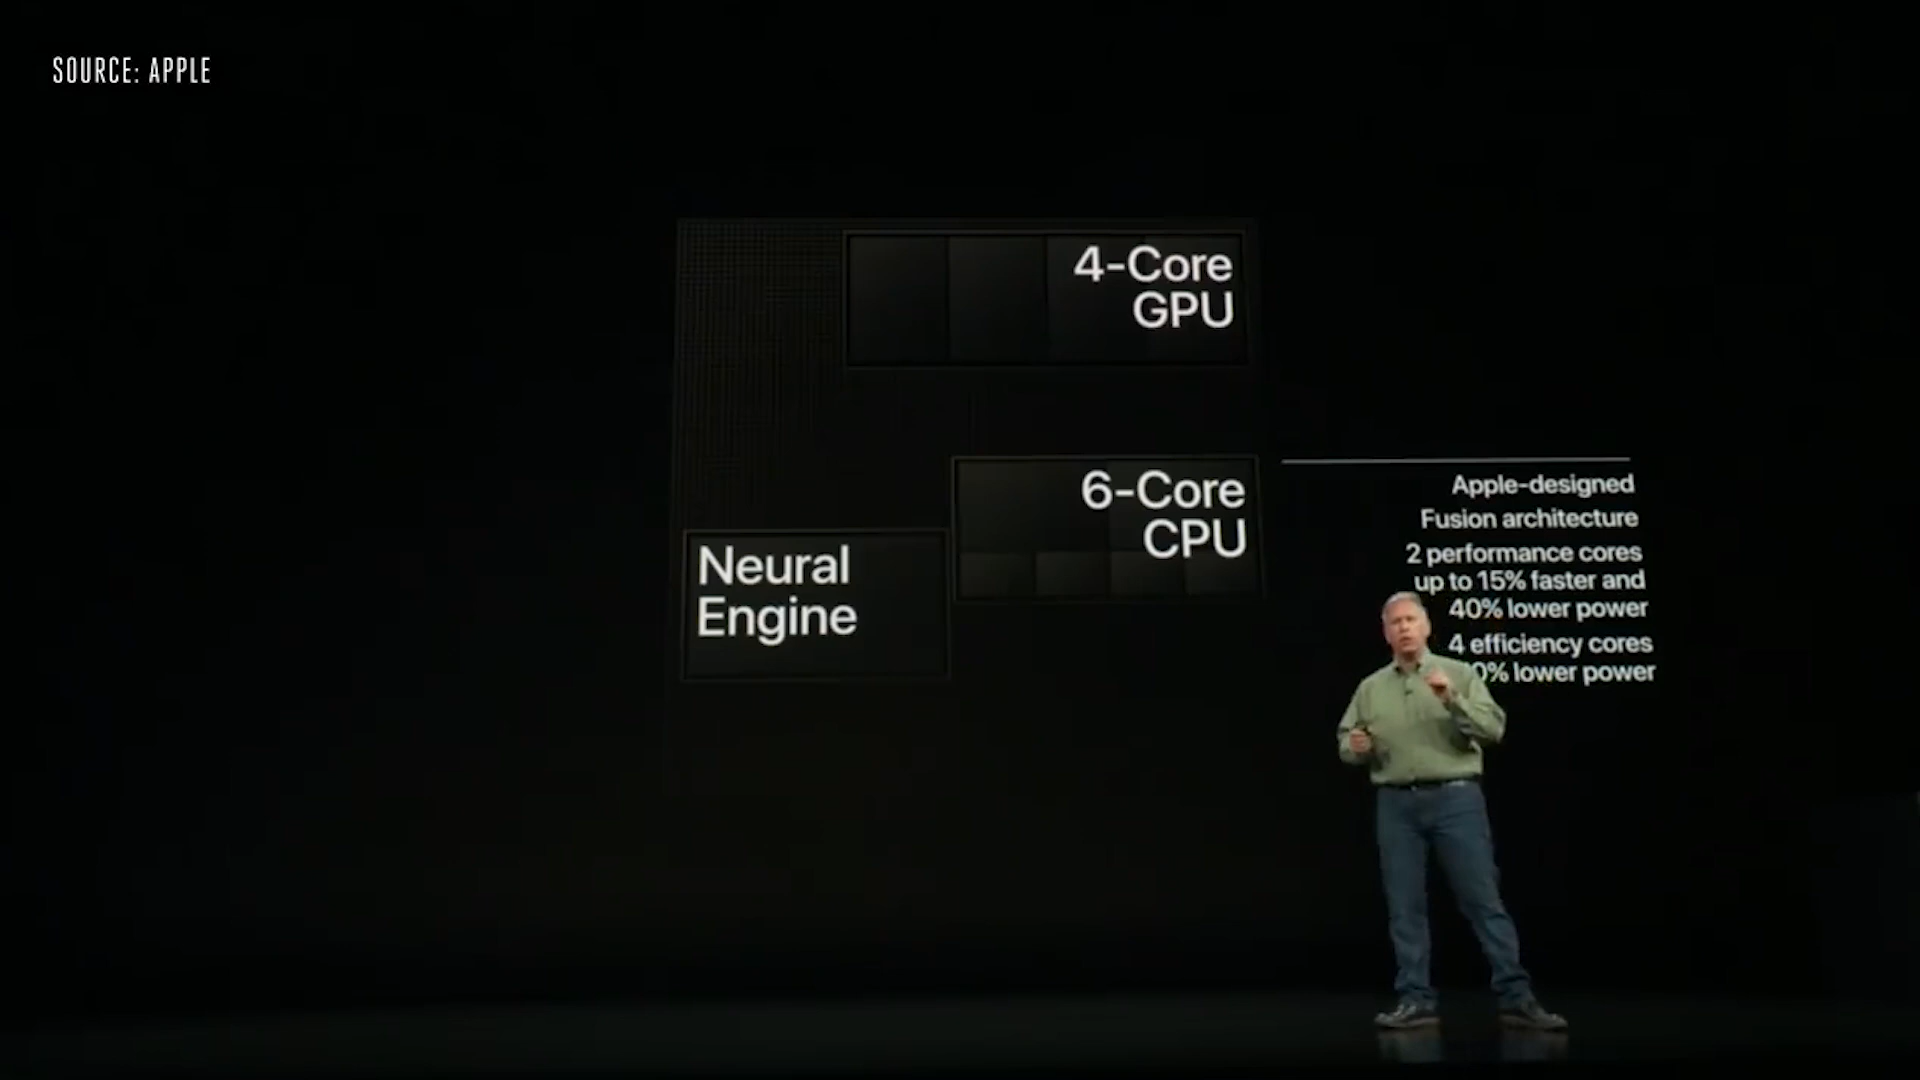 SOURCE: APPLE
4-Core
GPU
6-Core
CPU
Neural
Engine
Apple-designed
Fusion architecture
2 performance cores
up to 15% faster and
40% lower power
4 efficiency cores
lower power